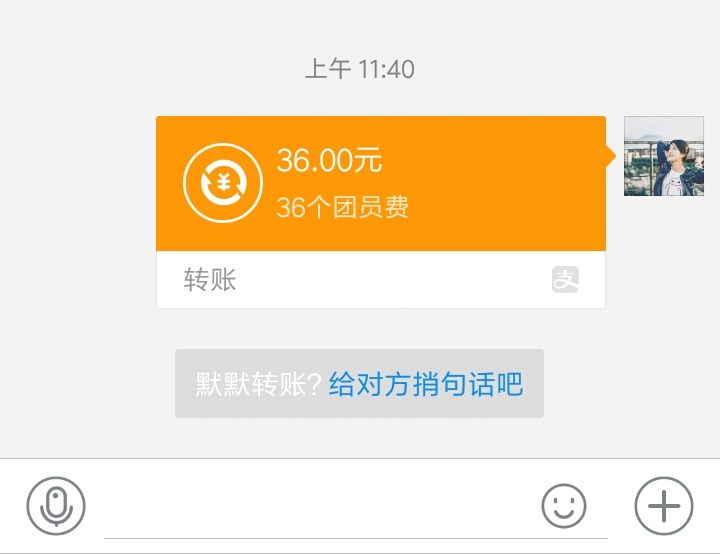 上午 11:40
36.00元
36个团员费
转账
支
默默转账? 给对方捎句话吧